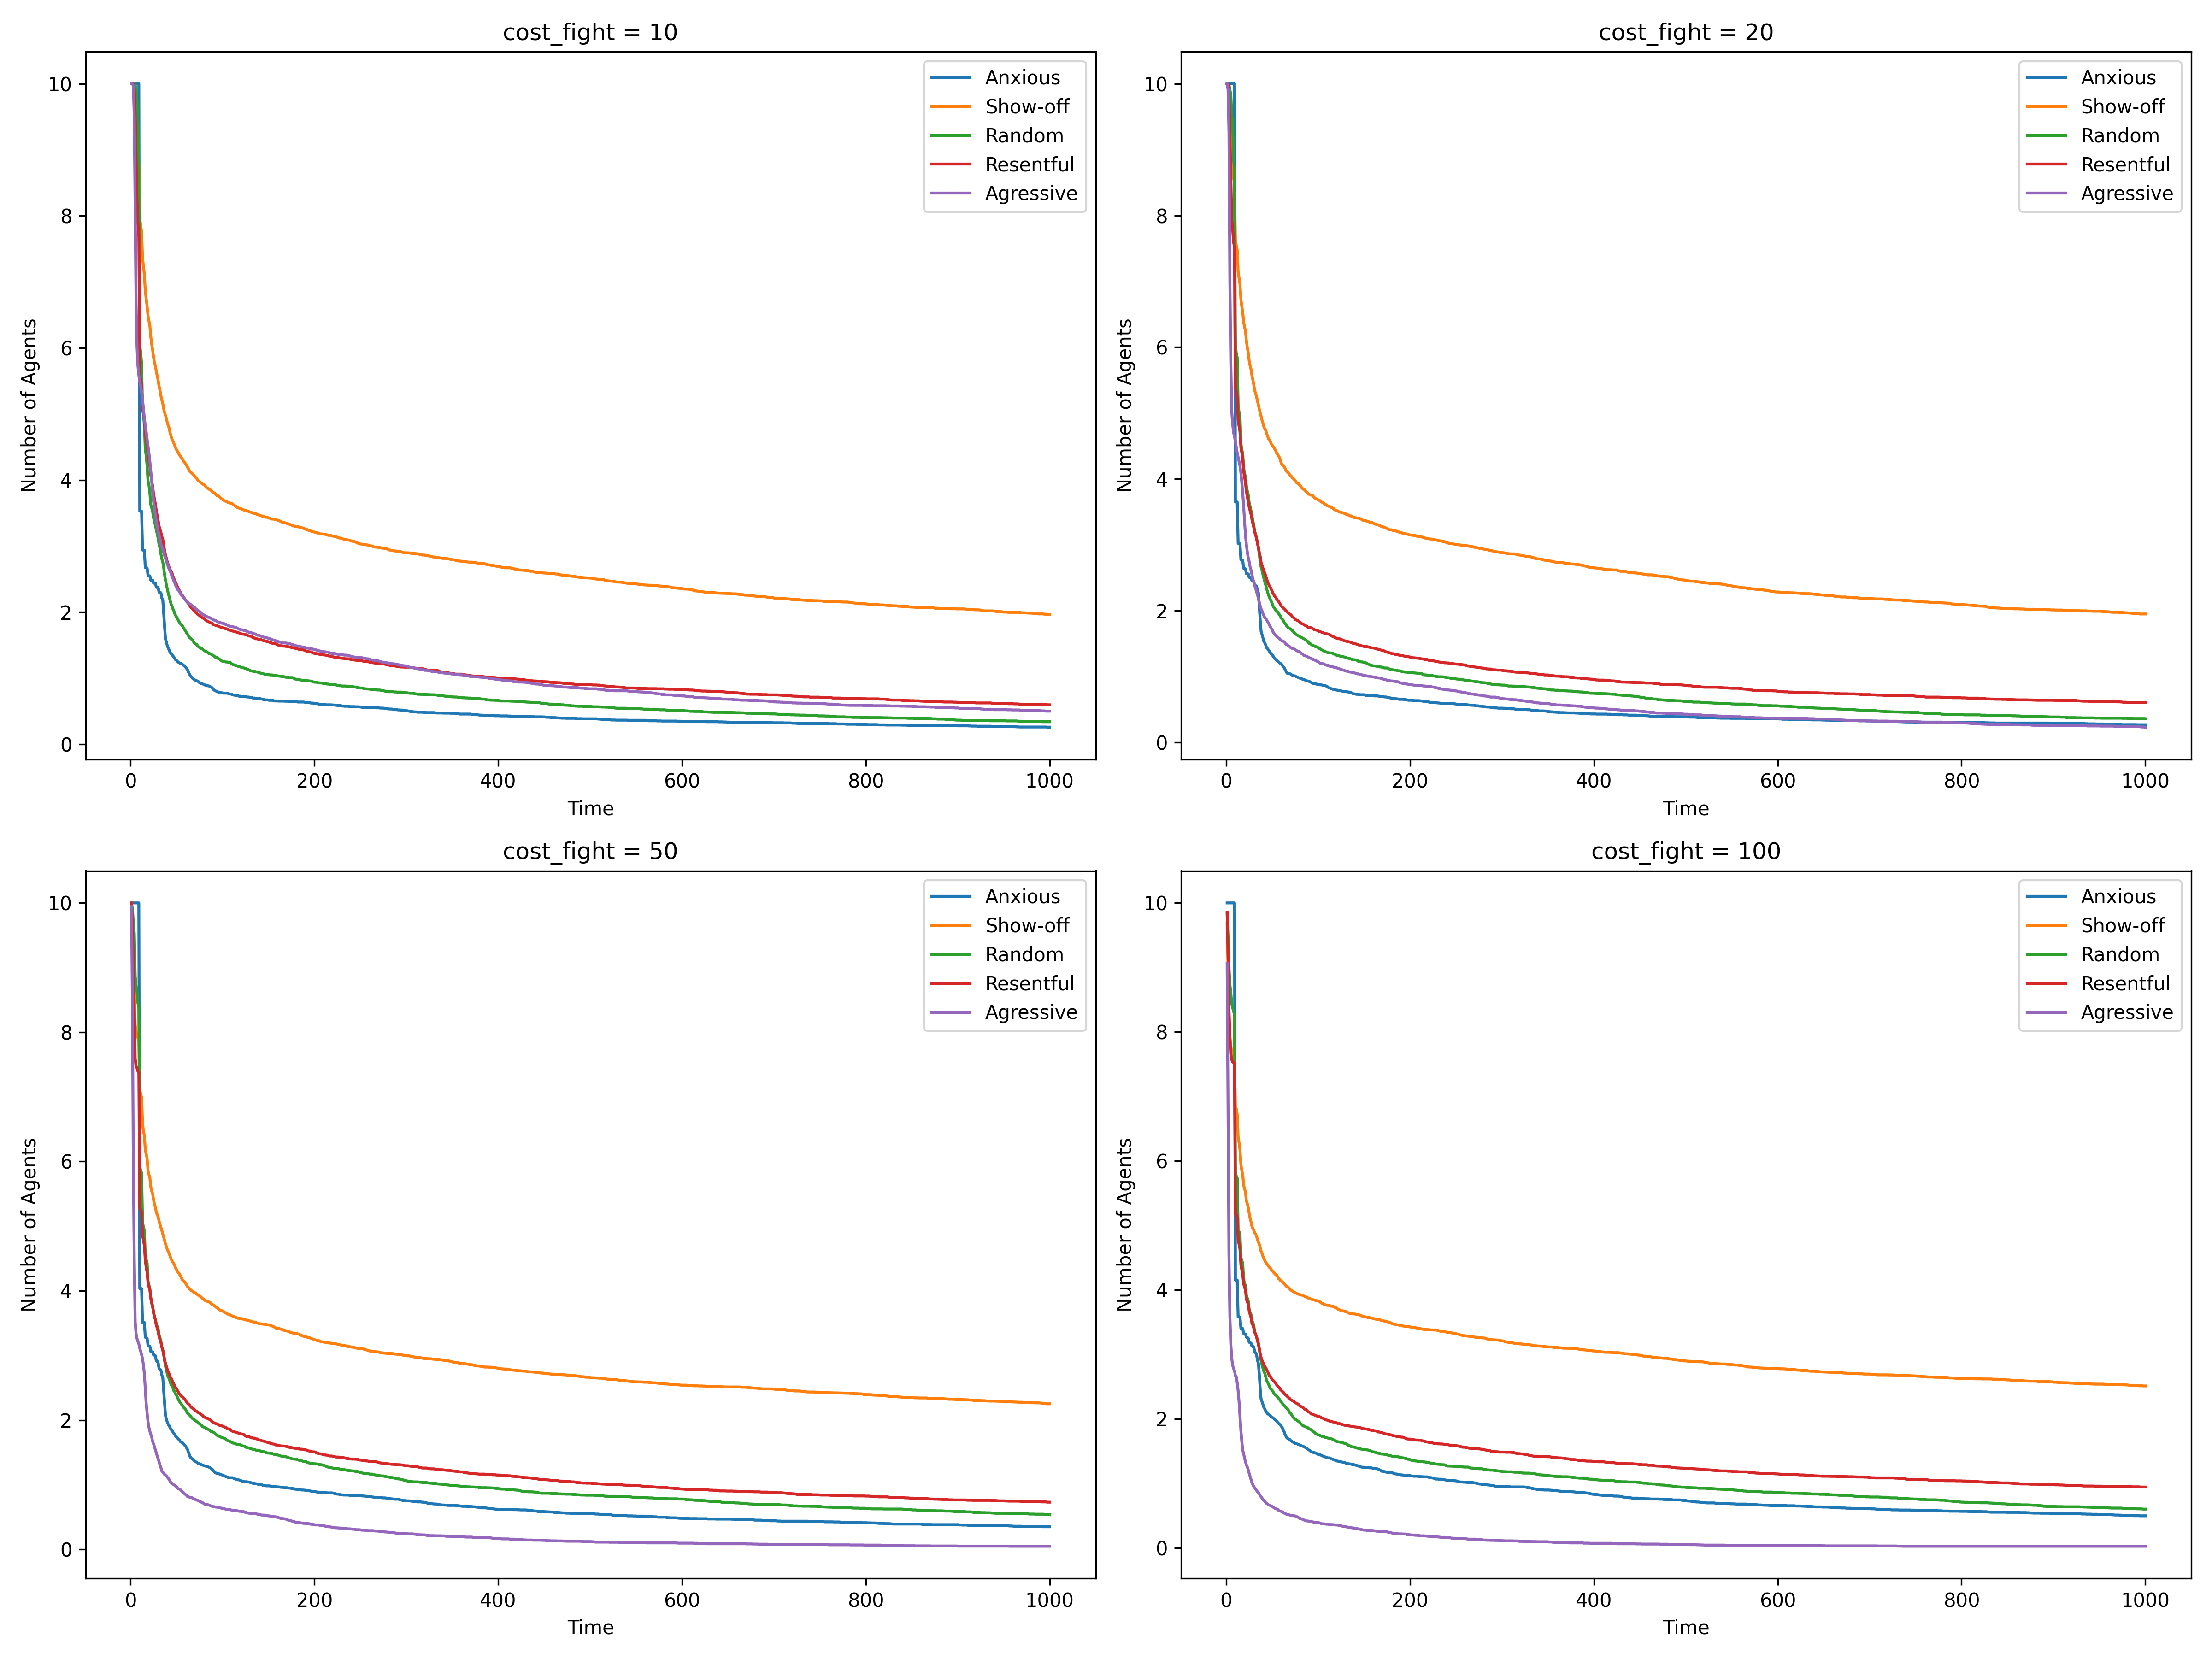 cost_fight = 10
Number of Agents
10
8
6
4
2
0
Anxious
Show-off
Random
Resentful
Agressive
0 200 400 600 800 1000
Time
cost_fight = 20
Number of Agents
10
8
6
4
2
0
Anxious
Show-off
Random
Resentful
Agressive
0 200 400 600 800 1000
Time
cost_fight = 50
Number of Agents
10
8
6
4
2
0
Anxious
Show-off
Random
Resentful
Agressive
0 200 400 600 800 1000
Time
cost_fight = 100
Number of Agents
10
8
6
4
2
0
Anxious
Show-off
Random
Resentful
Agressive
0 200 400 600 800 1000
Time